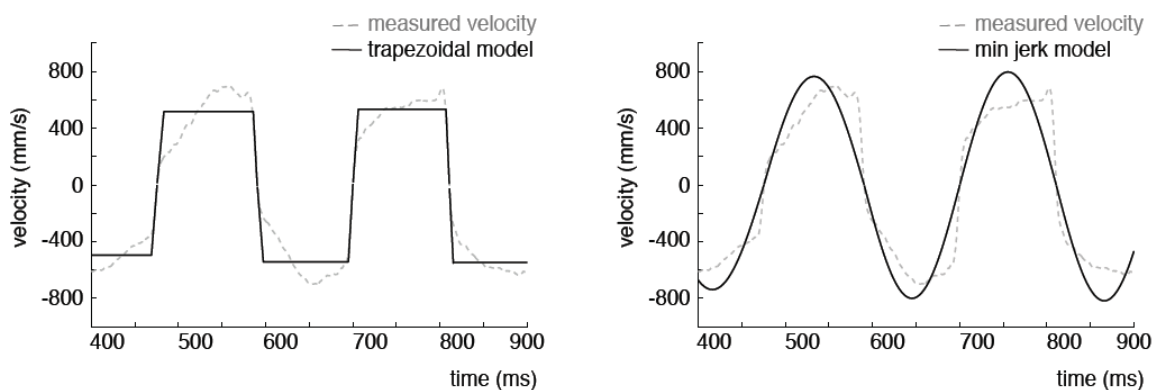 measured velocity
trapezoidal model
velocity (mm/s)
800
400
0
-400
-800
400 500 600 700 800 900
time (ms)
measured velocity
min jerk model
velocity (mm/s)
800
400
0
-400
-800
400 500 600 700 800 900
time (ms)